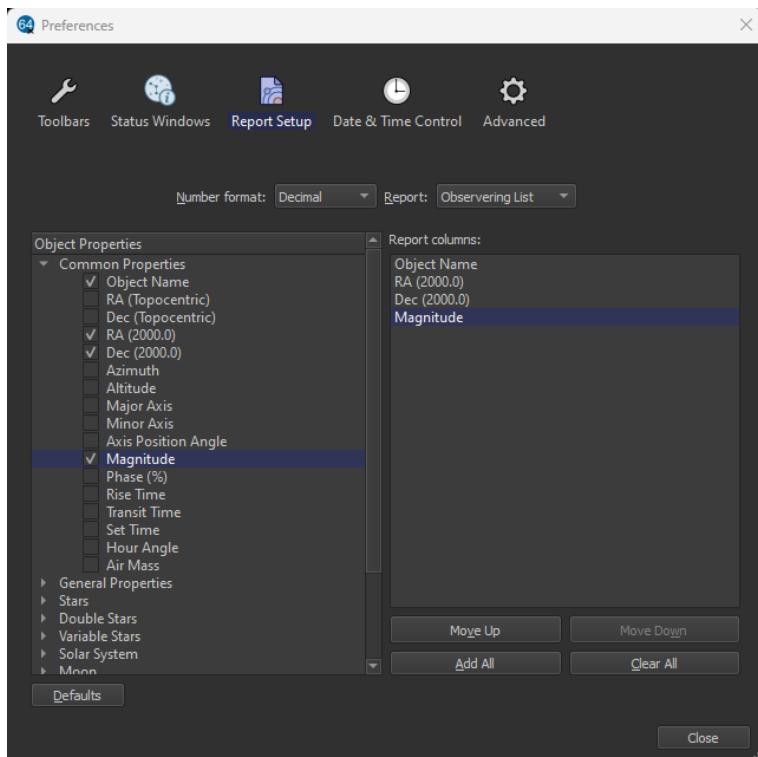 64 Preferences
Toolbars Status Windows Report Setup Date & Time Control Advanced
Number format: Decimal Report: Observering List
Object Properties
Common Properties
Object Name
RA (Topocentric)
Dec (Topocentric)
RA (2000.0)
Dec (2000.0)
Azimuth
Altitude
Major Axis
Minor Axis
Axis Position Angle
Magnitude
Phase (%)
Rise Time
Transit Time
Set Time
Hour Angle
Air Mass
General Properties
Stars
Double Stars
Variable Stars
Solar System
Moon
Report columns:
Object Name
RA (2000.0)
Dec (2000.0)
Magnitude
Move Up Move Down
Add All Clear All
Defaults
Close